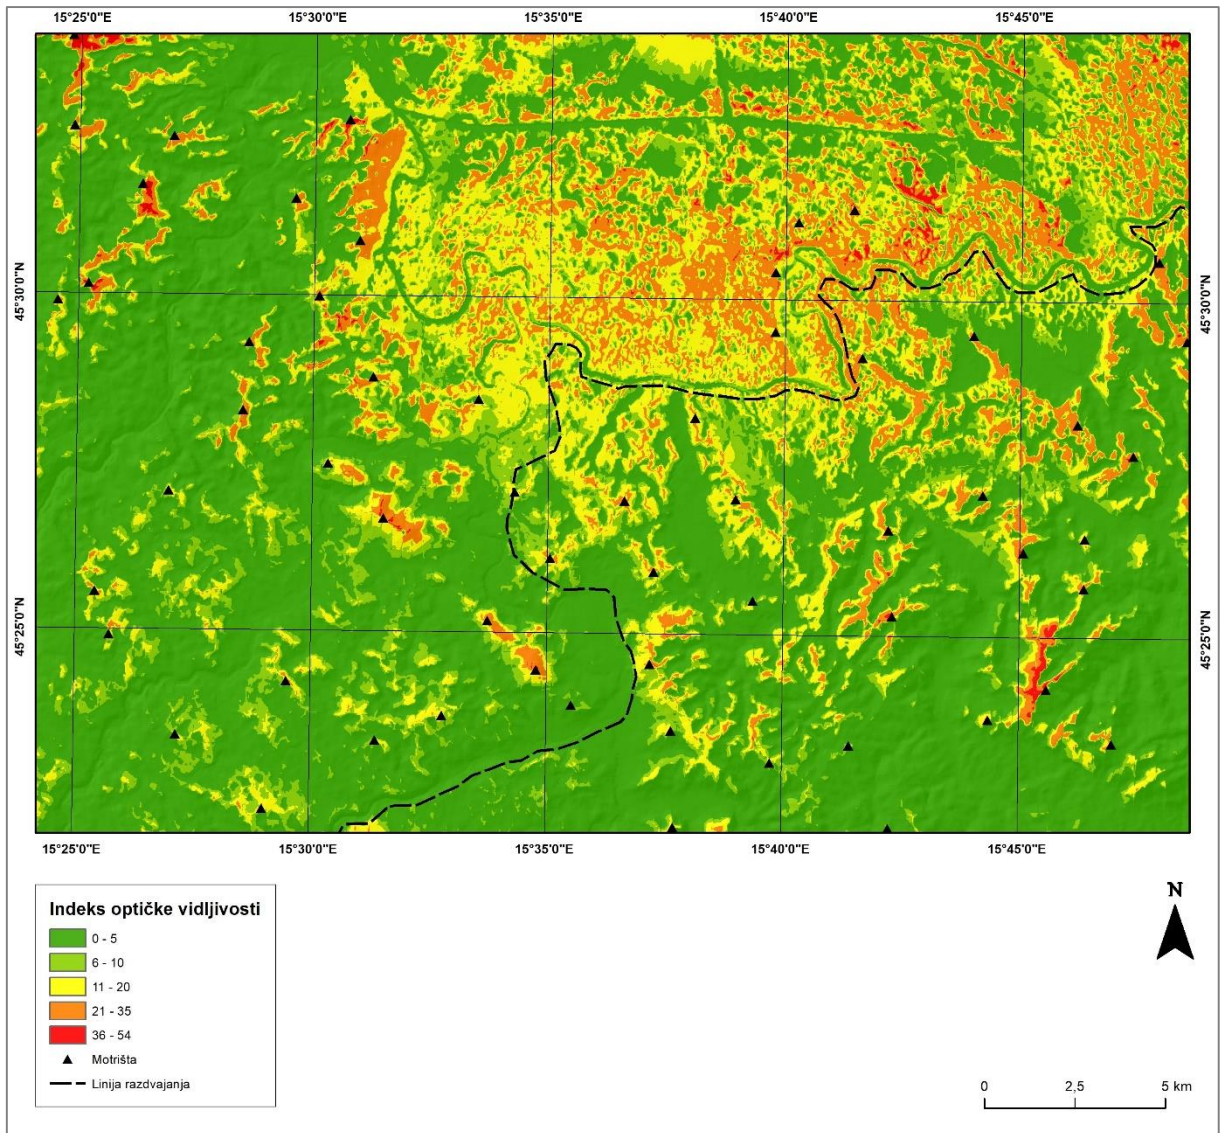 15°25'0"E 15°30'0"E 15°35'0"E 15°40'0"E 15°45'0"E
45°30'0"N 45°30'0"N
45°25'0"N 45°25'0"N
15°25'0"E 15°30'0"E 15°35'0"E 15°40'0"E 15°45'0"E
Indeks optičke vidljivosti
0 - 5
6 - 10
11 - 20
21 - 35
36 - 54
Motrišta
Linija razdvajanja
N
0 2,5 5 km